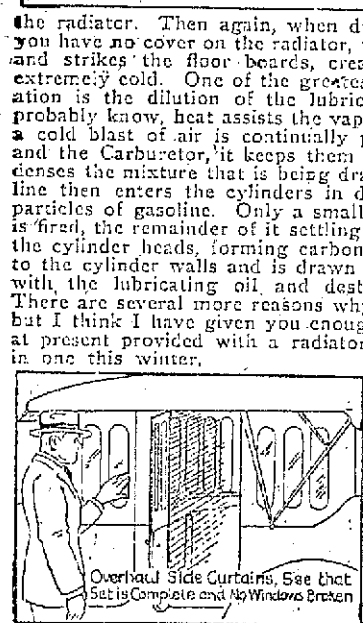 the radiator. Then again, when d
you have no cover on the radiator,
and strikes the floor boards, crea
extremely cold. One of the greates
ation is the dilution of the lubric
probably know, heat assists the vap
a cold blast of air is continually p
and the Carburetor, it keeps them
denses the mixture that is being dra
line then enters the cylinders in d
particles of gasoline. Only a small
is fired, the remainder of it settling
the cylinder heads, forming carbon
to the cylinder walls and is drawn
with the lubricating oil and dest
There are several more reasons why
but I think I have given you enoug
at present provided with a radiator
in one this winter.
Overhaul Side Curtains, See that
Set is Complete and No Windows Broken